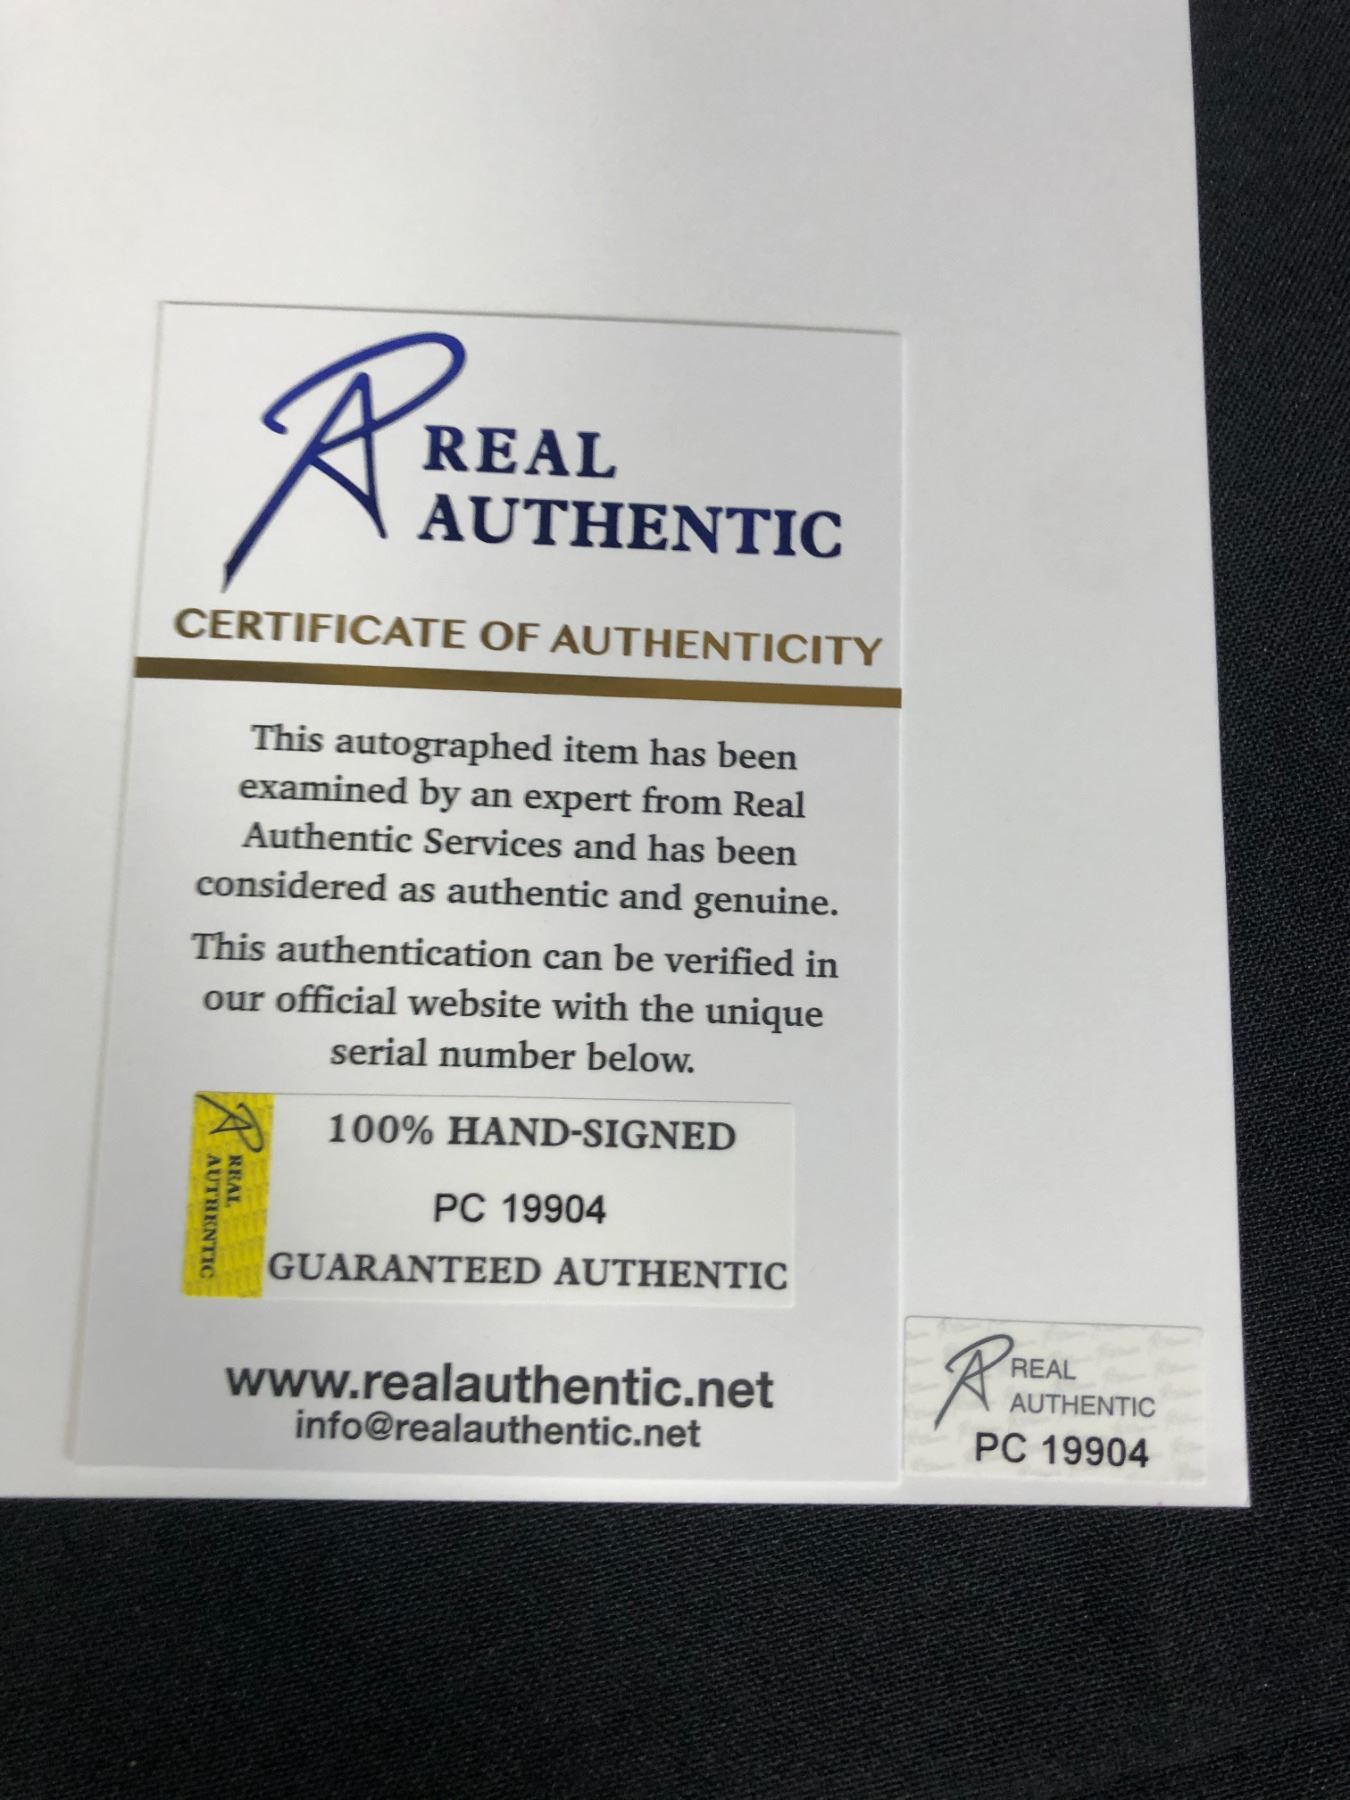 REAL
AUTHENTIC
CERTIFICATE OF AUTHENTICITY
This autographed item has been
examined by an expert from Real
Authentic Services and has been
considered as authentic and genuine.
This authentication can be verified in
our official website with the unique
serial number below.
REAL
AUTHENTIC
100% HAND-SIGNED
PC 19904
GUARANTEED AUTHENTIC
www.realauthentic.net
info@realauthentic.net
REAL
AUTHENTIC
PC 19904